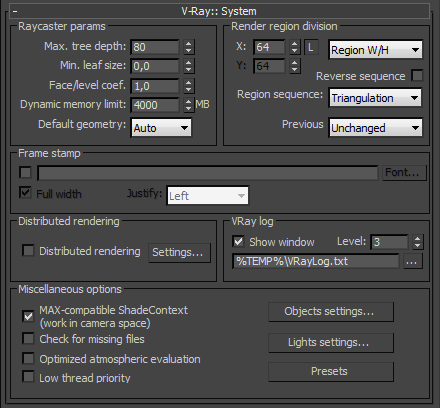 - V-Ray:: System
Raycaster params
Max. tree depth: 80
Min. leaf size: 0,0
Face/level coef. 1,0
Dynamic memory limit: 4000 MB
Default geometry: Auto
Render region division
X: 64 L Region W/H
Y: 64
Reverse sequence
Region sequence: Triangulation
Previous Unchanged
Frame stamp
Font...
Full width Justify: Left
Distributed rendering
Distributed rendering Settings...
VRay log
Show window Level: 3
%TEMP%\VRayLog.txt ...
Miscellaneous options
MAX-compatible ShadeContext
(work in camera space)
Check for missing files
Optimized atmospheric evaluation
Low thread priority
Objects settings...
Lights settings...
Presets